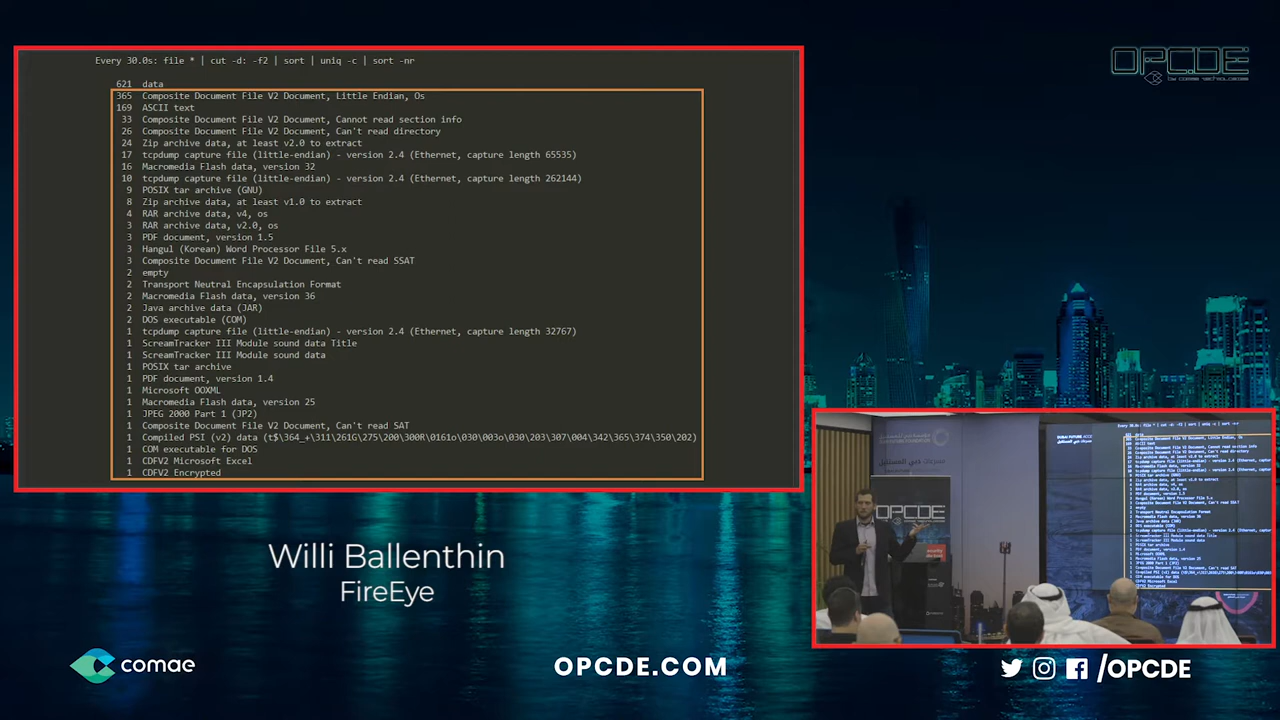 Every 30.0s: file * | cut -d: -f2 | sort | uniq -c | sort -nr
621 data
365 Composite Document File V2 Document, Little Endian, Os
169 ASCII text
33 Composite Document File V2 Document, Cannot read section info
26 Composite Document File V2 Document, Can't read directory
24 Zip archive data, at least v2.0 to extract
17 tcpdump capture file (little-endian) - version 2.4 (Ethernet, capture length 65535)
16 Macromedia Flash data, version 32
10 tcpdump capture file (little-endian) - version 2.4 (Ethernet, capture length 262144)
9 POSIX tar archive (GNU)
8 Zip archive data, at least v1.0 to extract
4 RAR archive data, v4, os
3 RAR archive data, v2.0, os
3 PDF document, version 1.5
3 Hangul (Korean) Word Processor File 5.x
3 Composite Document File V2 Document, Can't read SSAT
2 empty
2 Transport Neutral Encapsulation Format
2 Macromedia Flash data, version 36
2 Java archive data (JAR)
2 DOS executable (COM)
1 tcpdump capture file (little-endian) - version 2.4 (Ethernet, capture length 32767)
1 ScreamTracker III Module sound data Title
1 ScreamTracker III Module sound data
1 POSIX tar archive
1 PDF document, version 1.4
1 Microsoft OOXML
1 Macromedia Flash data, version 25
1 JPEG 2000 Part 1 (JP2)
1 Composite Document File V2 Document, Can't read SAT
1 Compiled PSI (v2) data (t$\364_+\311\261G\275\200\300R\0161o\030\003o\030\203\307\004\342\365\374\350\202)
1 COM executable for DOS
1 CDFV2 Microsoft Excel
1 CDFV2 Encrypted
OPCDE
by comae technologies
OPCDE
Willi Ballenthin
FireEye
comae
OPCDE.COM
/OPCDE